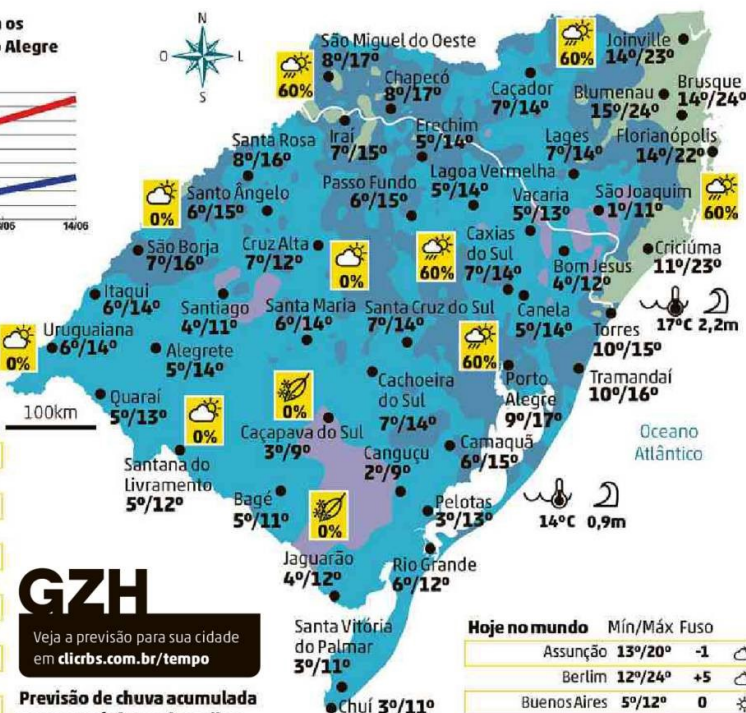 os
Alegre
14/06
N
O
L
S
São Miguel do Oeste
8º/17º
60%
Chapecó
8º/17º
Caçador
7º/14º
60%
Joinville
14º/23º
Blumenau
15º/24º
Brusque
14º/24º
Santa Rosa
8º/16º
Iraí
7º/15º
Erechim
5º/14º
Lages
7º/14º
Florianópolis
14º/22º
Santo Ângelo
6º/15º
0%
Passo Fundo
6º/15º
Lagoa Vermelha
5º/14º
Vacaria
5º/13º
São Joaquim
1º/11º
60%
São Borja
7º/16º
Cruz Alta
7º/12º
0%
60%
Caxias
do Sul
7º/14º
Bom Jesus
4º/12º
Criciúma
11º/23º
Itaqui
6º/14º
Santiago
4º/11º
Santa Maria
6º/14º
Santa Cruz do Sul
7º/14º
Canela
5º/14º
Torres
10º/15º
17ºC 2,2m
Uruguaiana
6º/14º
0%
Alegrete
5º/14º
60%
Porto
Alegre
9º/17º
Tramandaí
10º/16º
Quaraí
5º/13º
100km
0%
0%
Cachoeira
do Sul
7º/14º
Caçapava do Sul
3º/9º
Canguçu
2º/9º
Camaquã
6º/15º
Oceano
Atlântico
Santana do
Livramento
5º/12º
Bagé
5º/11º
0%
Pelotas
3º/13º
14ºC 0,9m
Jaguarão
4º/12º
Rio Grande
6º/12º
GZH
Veja a previsão para sua cidade
em clicrbs.com.br/tempo
Santa Vitória
do Palmar
3º/11º
Chuí 3º/11º
Previsão de chuva acumulada
Hoje no mundo Mín/Máx Fuso
Assunção 13º/20º -1
Berlim 12º/24º +5
Buenos Aires 5º/12º 0